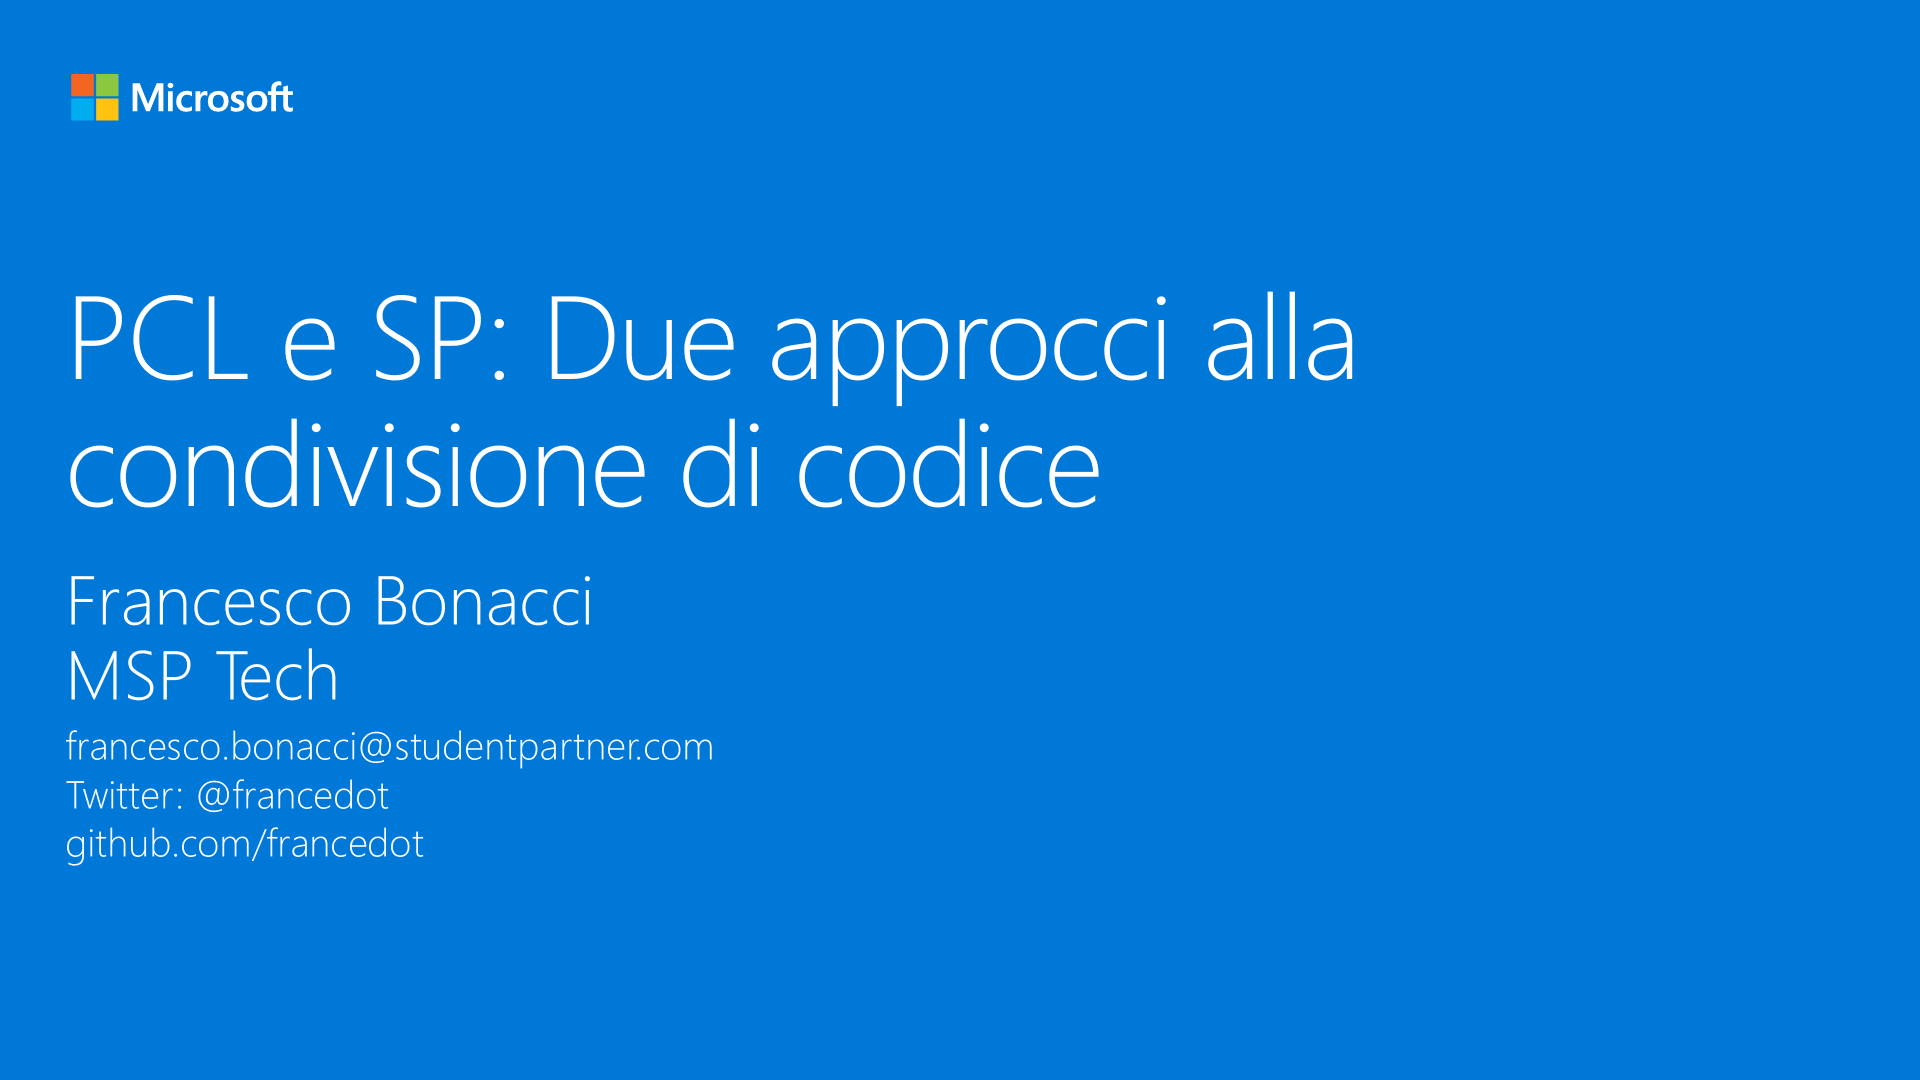 Microsoft
PCL e SP: Due approcci alla
condivisione di codice
Francesco Bonacci
MSP Tech
francesco.bonacci@studentpartner.com
Twitter: @francedot
github.com/francedot